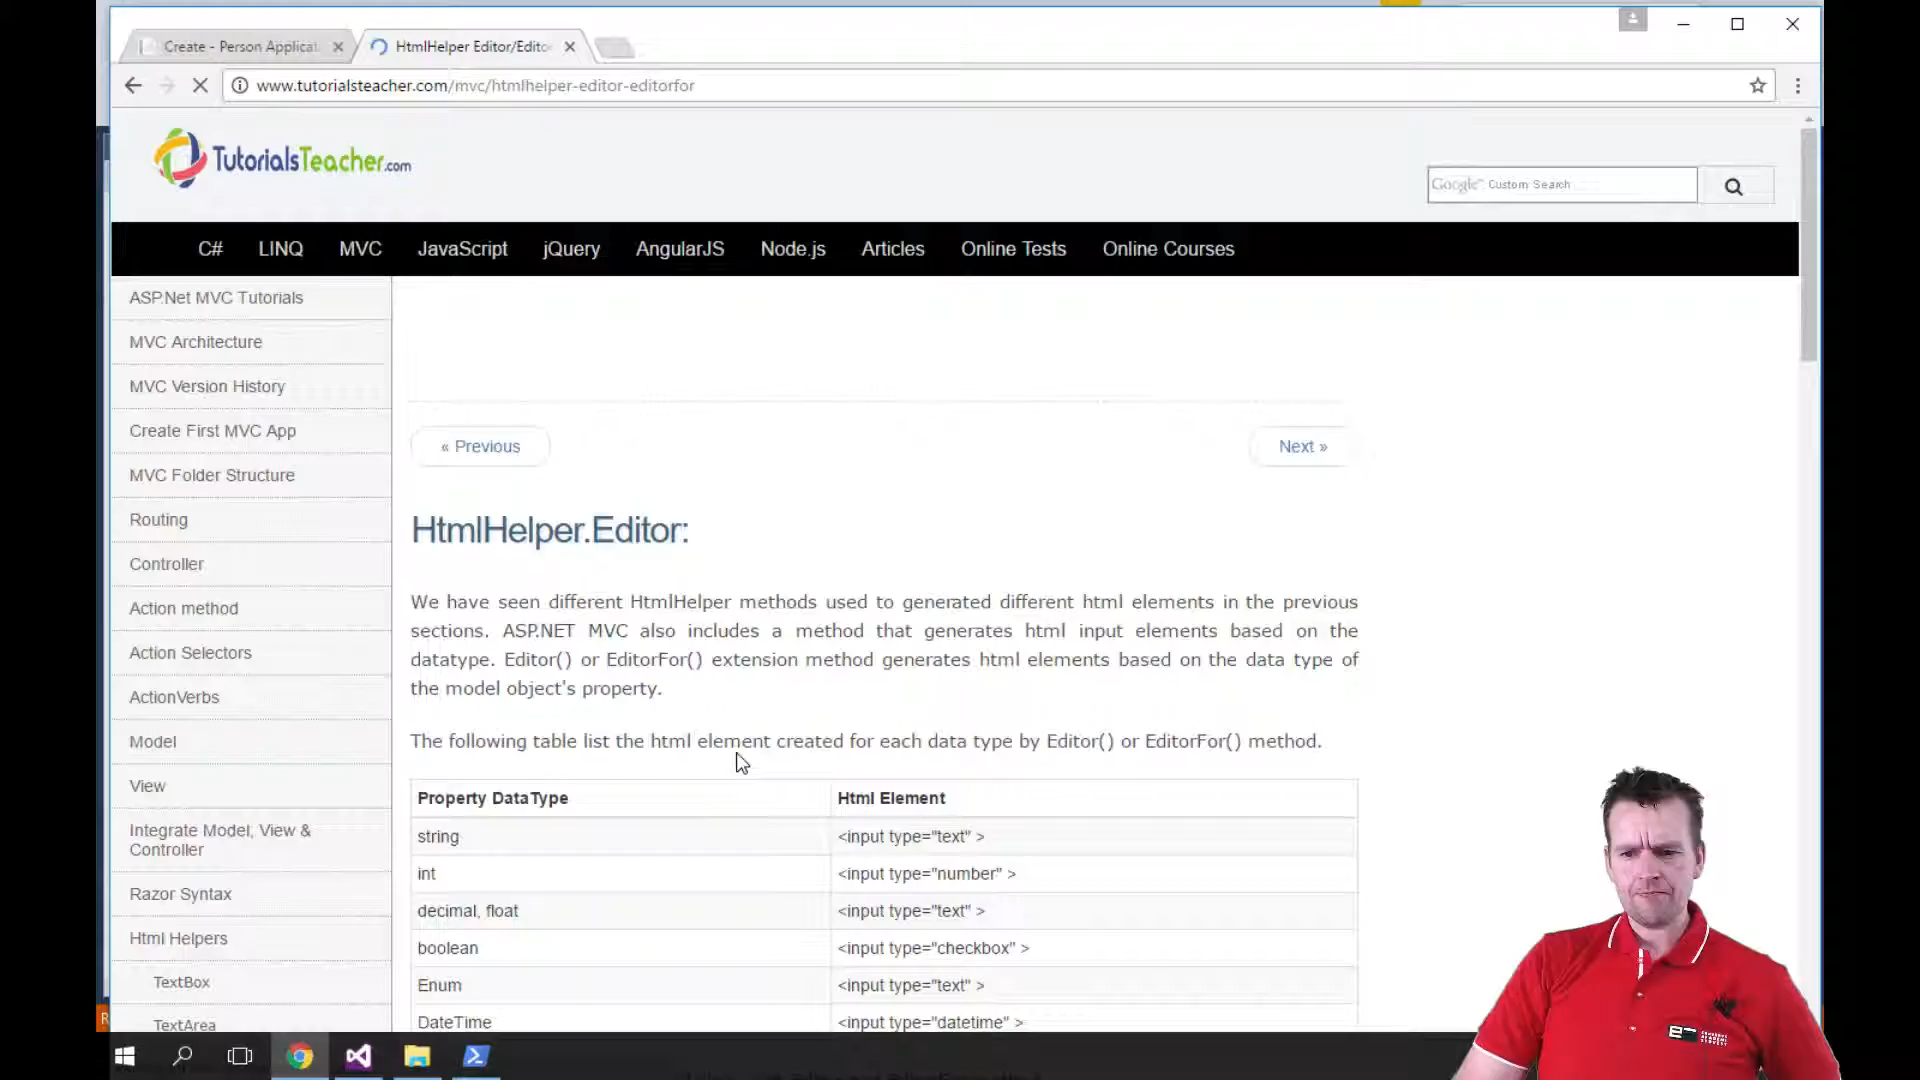 Create - Person Applicat
HtmlHelper Editor/Edito
www.tutorialsteacher.com/mvc/htmlhelper-editor-editorfor
TutorialsTeacher.com
Google™ Custom Search
C# LINQ MVC JavaScript jQuery AngularJS Node.js Articles Online Tests Online Courses
ASP.Net MVC Tutorials
MVC Architecture
MVC Version History
Create First MVC App
MVC Folder Structure
Routing
Controller
Action method
Action Selectors
ActionVerbs
Model
View
Integrate Model, View &
Controller
Razor Syntax
Html Helpers
TextBox
TextArea
« Previous
Next »
HtmlHelper.Editor:
We have seen different HtmlHelper methods used to generated different html elements in the previous
sections. ASP.NET MVC also includes a method that generates html input elements based on the
datatype. Editor() or EditorFor() extension method generates html elements based on the data type of
the model object's property.
The following table list the html element created for each data type by Editor() or EditorFor() method.
Property DataType Html Element
string <input type="text" >
int <input type="number" >
decimal, float <input type="text" >
boolean <input type="checkbox" >
Enum <input type="text" >
DateTime <input type="datetime" >